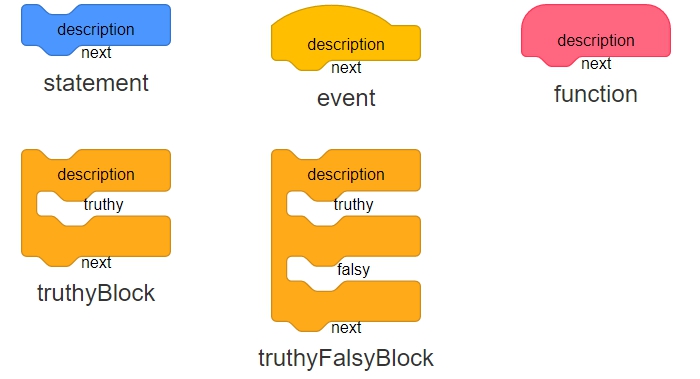 description
next
statement
description
next
event
description
next
function
description
truthy
next
truthyBlock
description
truthy
falsy
next
truthyFalsyBlock